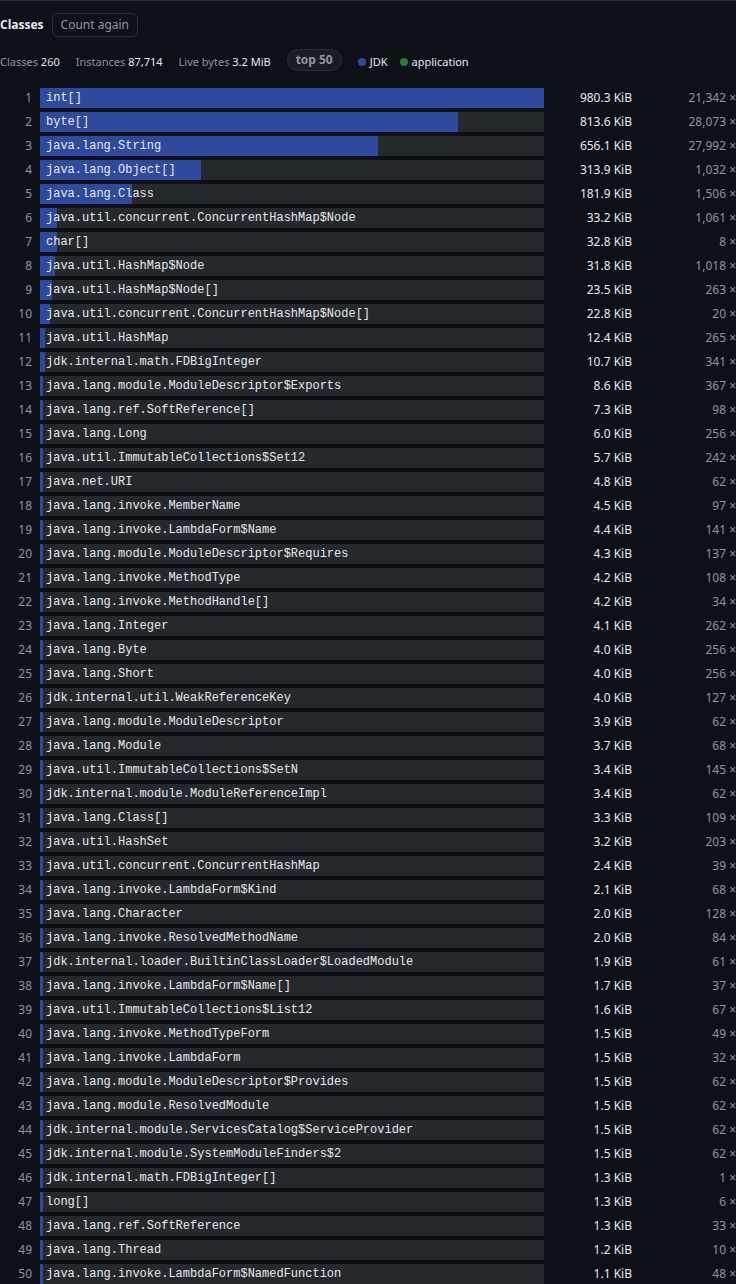 Classes Count again
Classes 260 Instances 87,714 Live bytes 3.2 MiB top 50 JDK application
1 int[] 980.3 KiB 21,342 ×
2 byte[] 813.6 KiB 28,073 ×
3 java.lang.String 656.1 KiB 27,992 ×
4 java.lang.Object[] 313.9 KiB 1,032 ×
5 java.lang.Class 181.9 KiB 1,506 ×
6 java.util.concurrent.ConcurrentHashMap$Node 33.2 KiB 1,061 ×
7 char[] 32.8 KiB 8 ×
8 java.util.HashMap$Node 31.8 KiB 1,018 ×
9 java.util.HashMap$Node[] 23.5 KiB 263 ×
10 java.util.concurrent.ConcurrentHashMap$Node[] 22.8 KiB 20 ×
11 java.util.HashMap 12.4 KiB 265 ×
12 jdk.internal.math.FDBigInteger 10.7 KiB 341 ×
13 java.lang.module.ModuleDescriptor$Exports 8.6 KiB 367 ×
14 java.lang.ref.SoftReference[] 7.3 KiB 98 ×
15 java.lang.Long 6.0 KiB 256 ×
16 java.util.ImmutableCollections$Set12 5.7 KiB 242 ×
17 java.net.URI 4.8 KiB 62 ×
18 java.lang.invoke.MemberName 4.5 KiB 97 ×
19 java.lang.invoke.LambdaForm$Name 4.4 KiB 141 ×
20 java.lang.module.ModuleDescriptor$Requires 4.3 KiB 137 ×
21 java.lang.invoke.MethodType 4.2 KiB 108 ×
22 java.lang.invoke.MethodHandle[] 4.2 KiB 34 ×
23 java.lang.Integer 4.1 KiB 262 ×
24 java.lang.Byte 4.0 KiB 256 ×
25 java.lang.Short 4.0 KiB 256 ×
26 jdk.internal.util.WeakReferenceKey 4.0 KiB 127 ×
27 java.lang.module.ModuleDescriptor 3.9 KiB 62 ×
28 java.lang.Module 3.7 KiB 68 ×
29 java.util.ImmutableCollections$SetN 3.4 KiB 145 ×
30 jdk.internal.module.ModuleReferenceImpl 3.4 KiB 62 ×
31 java.lang.Class[] 3.3 KiB 109 ×
32 java.util.HashSet 3.2 KiB 203 ×
33 java.util.concurrent.ConcurrentHashMap 2.4 KiB 39 ×
34 java.lang.invoke.LambdaForm$Kind 2.1 KiB 68 ×
35 java.lang.Character 2.0 KiB 128 ×
36 java.lang.invoke.ResolvedMethodName 2.0 KiB 84 ×
37 jdk.internal.loader.BuiltinClassLoader$LoadedModule 1.9 KiB 61 ×
38 java.lang.invoke.LambdaForm$Name[] 1.7 KiB 37 ×
39 java.util.ImmutableCollections$List12 1.6 KiB 67 ×
40 java.lang.invoke.MethodTypeForm 1.5 KiB 49 ×
41 java.lang.invoke.LambdaForm 1.5 KiB 32 ×
42 java.lang.module.ModuleDescriptor$Provides 1.5 KiB 62 ×
43 java.lang.module.ResolvedModule 1.5 KiB 62 ×
44 jdk.internal.module.ServicesCatalog$ServiceProvider 1.5 KiB 62 ×
45 jdk.internal.module.SystemModuleFinders$2 1.5 KiB 62 ×
46 jdk.internal.math.FDBigInteger[] 1.3 KiB 1 ×
47 long[] 1.3 KiB 6 ×
48 java.lang.ref.SoftReference 1.3 KiB 33 ×
49 java.lang.Thread 1.2 KiB 10 ×
50 java.lang.invoke.LambdaForm$NamedFunction 1.1 KiB 48 ×